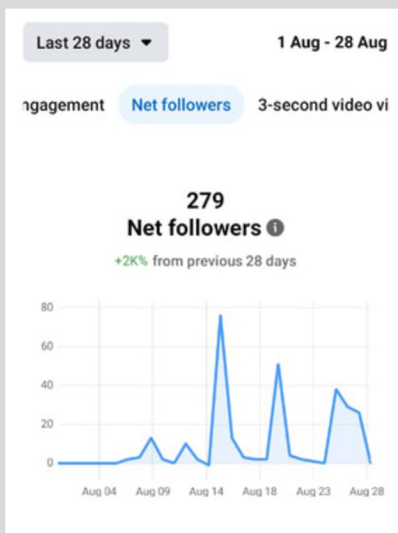 Last 28 days
1 Aug - 28 Aug
ngagement
Net followers
3-second video vi
279
Net followers
+2K% from previous 28 days
80
60
40
20
0
Aug 04 Aug 09 Aug 14 Aug 18 Aug 23 Aug 28